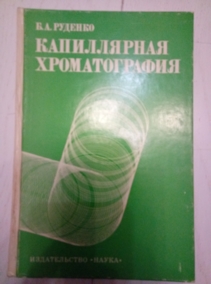 Б.А.РУДЕНКО
КАПИЛЛЯРНАЯ
ХРОМАТОГРАФИЯ
ИЗДАТЕЛЬСТВО «НАУКА»